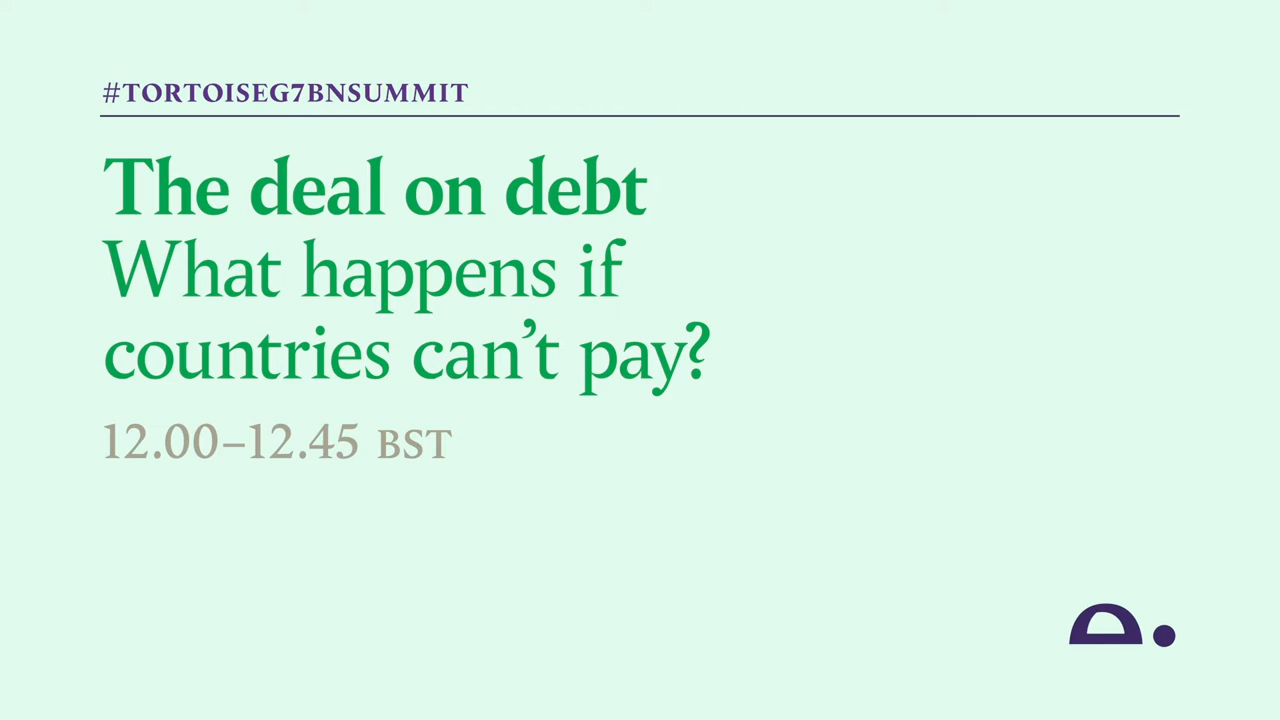 #TORTOISEG7BNSUMMIT
The deal on debt
What happens if
countries can’t pay?
12.00–12.45 BST